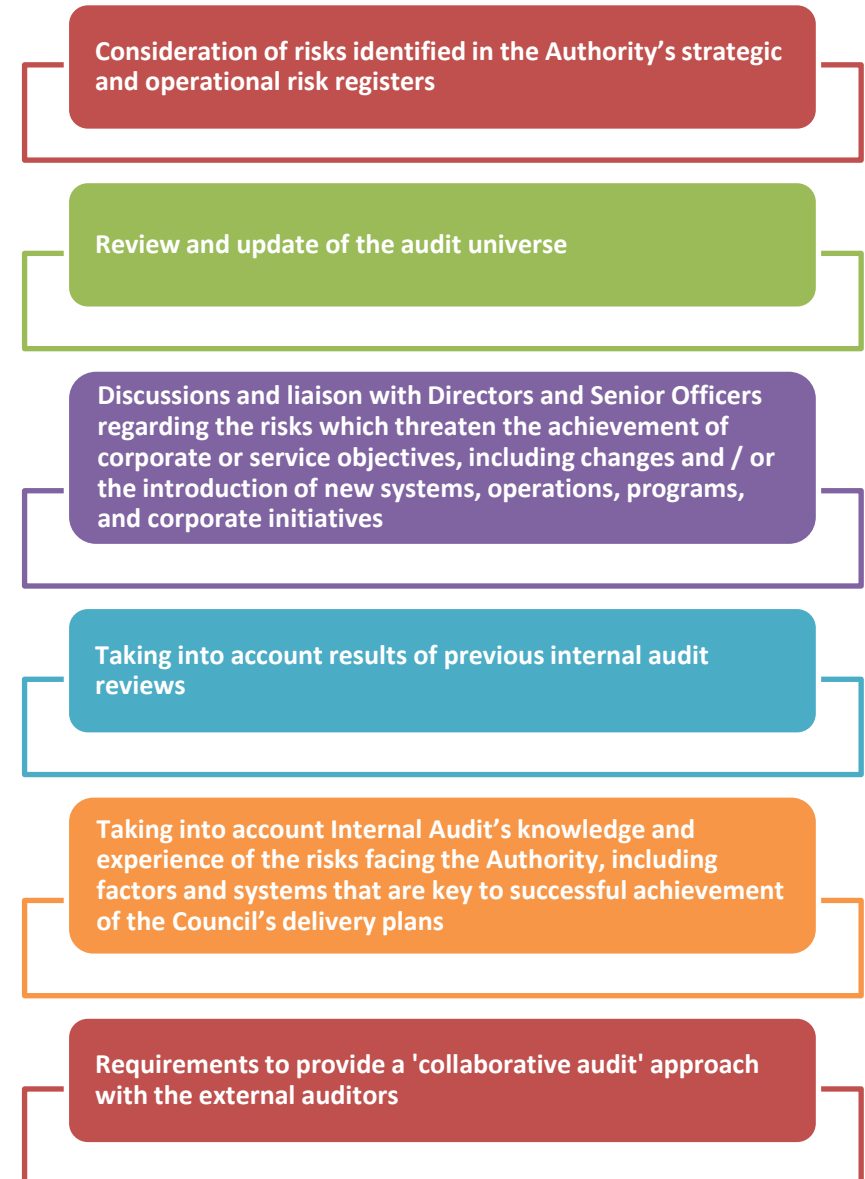 Consideration of risks identified in the Authority’s strategic
and operational risk registers
Review and update of the audit universe
Discussions and liaison with Directors and Senior Officers
regarding the risks which threaten the achievement of
corporate or service objectives, including changes and / or
the introduction of new systems, operations, programs,
and corporate initiatives
Taking into account results of previous internal audit
reviews
Taking into account Internal Audit’s knowledge and
experience of the risks facing the Authority, including
factors and systems that are key to successful achievement
of the Council’s delivery plans
Requirements to provide a 'collaborative audit' approach
with the external auditors